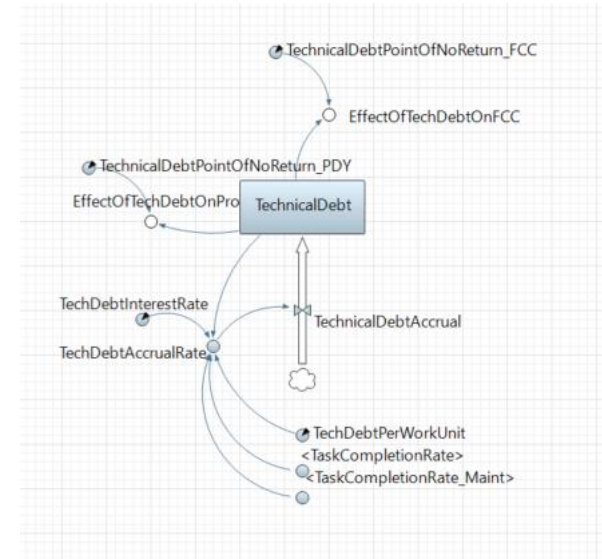 TechnicalDebtPointOfNoReturn_FCC
EffectOfTechDebtOnFCC
TechnicalDebtPointOfNoReturn_PDY
EffectOfTechDebtOnPro
TechnicalDebt
TechDebtInterestRate
TechnicalDebtAccrual
TechDebtAccrualRate
TechDebtPerWorkUnit
<TaskCompletionRate>
<TaskCompletionRate_Maint>